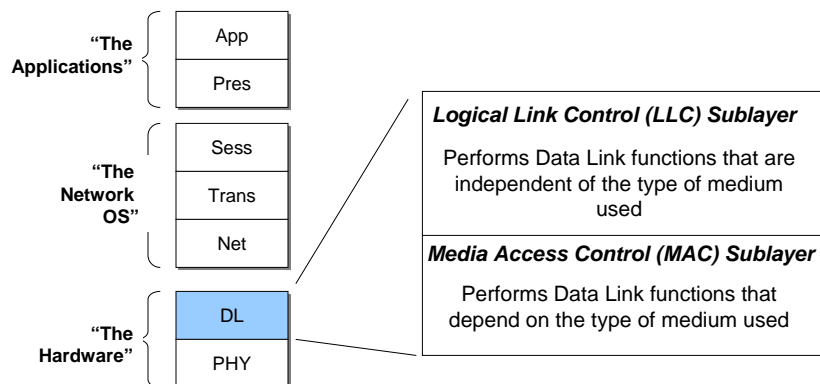 “The
Applications”
App
Pres
“The
Network
OS”
Sess
Trans
Net
“The
Hardware”
DL
PHY
Logical Link Control (LLC) Sublayer
Performs Data Link functions that are
independent of the type of medium
used
Media Access Control (MAC) Sublayer
Performs Data Link functions that
depend on the type of medium used